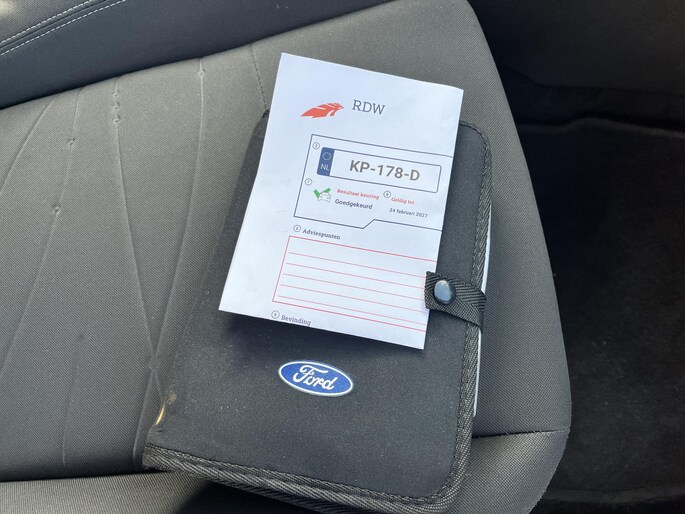 RDW
NL
KP-178-D
Resultaat keuring
Geldig tot
Goedgekeurd
24 februari 2027
Adviespunten
Bevinding
Ford